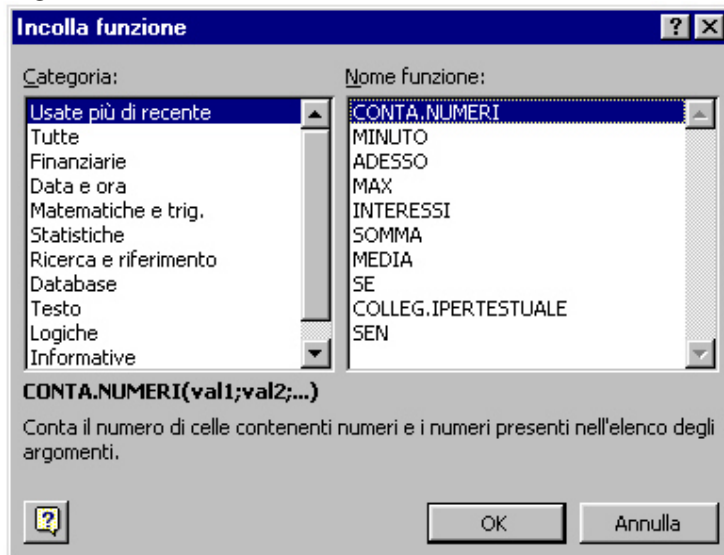 Incolla funzione
Categoria:
Nome funzione:
Usate più di recente
Tutte
Finanziarie
Data e ora
Matematiche e trig.
Statistiche
Ricerca e riferimento
Database
Testo
Logiche
Informative
CONTA.NUMERI
MINUTO
ADESSO
MAX
INTERESSI
SOMMA
MEDIA
SE
COLLEG.IPERTESTUALE
SEN
CONTA.NUMERI(val1;val2;...)
Conta il numero di celle contenenti numeri e i numeri presenti nell'elenco degli
argomenti.
OK
Annulla